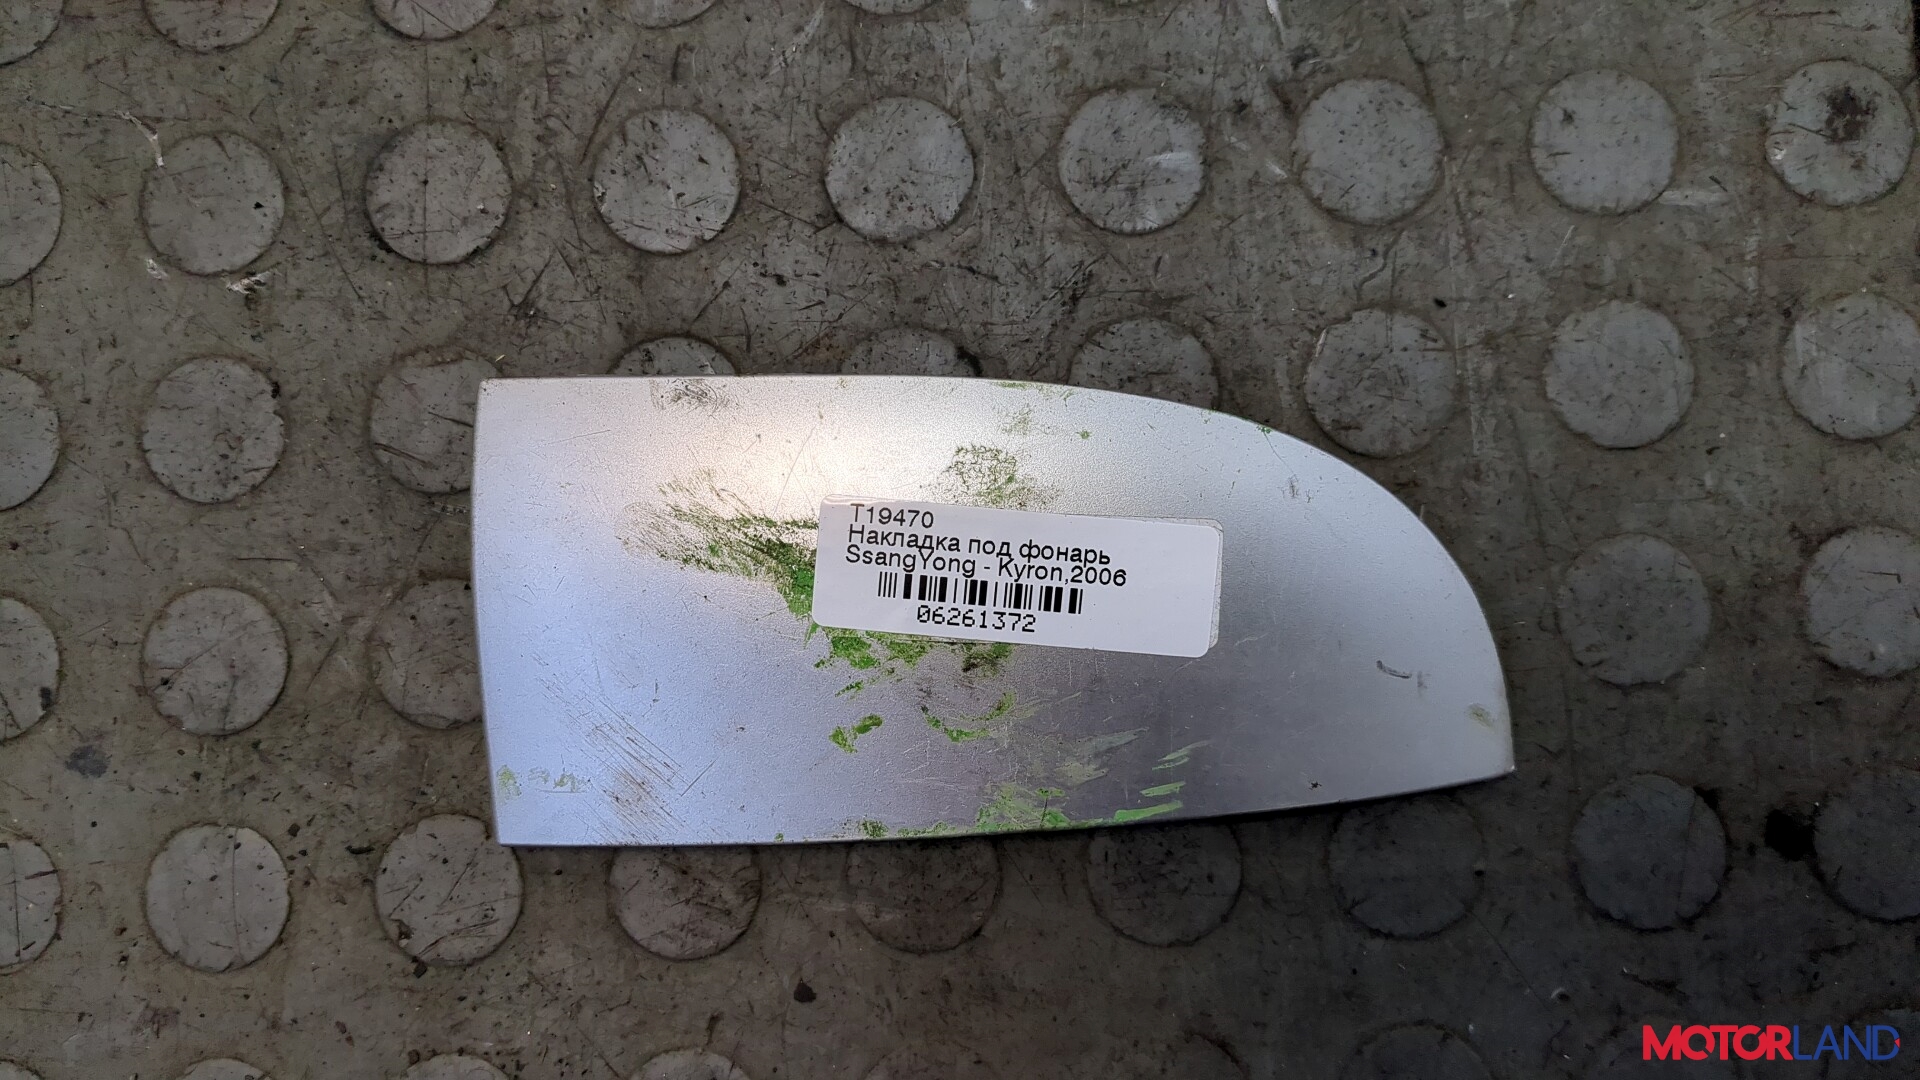 T19470
Накладка под фонарь
SsangYong - Kyron,2006
06261372
MOTORLAND